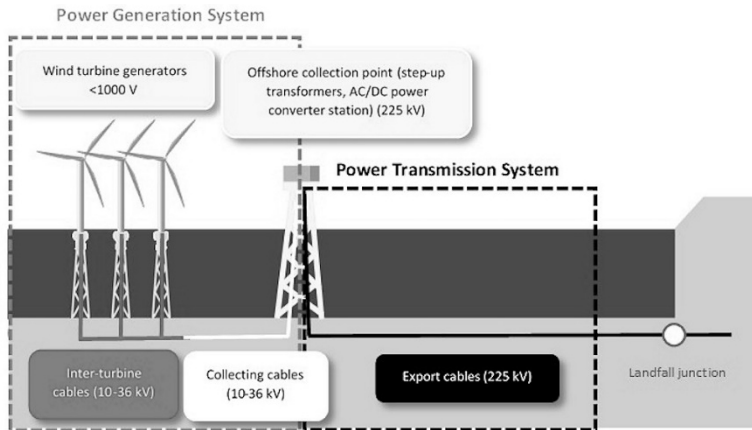 Power Generation System
Wind turbine generators
<1000 V
Offshore collection point (step-up
transformers, AC/DC power
converter station) (225 kV)
Power Transmission System
Inter-turbine
cables (10-36 kV)
Collecting cables
(10-36 kV)
Export cables (225 kV)
Landfall junction